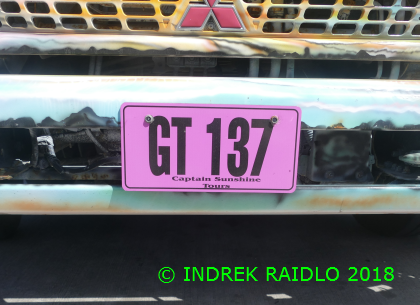 GT 137
Captain Sunshine
Tours
© INDREK RAIDLO 2018